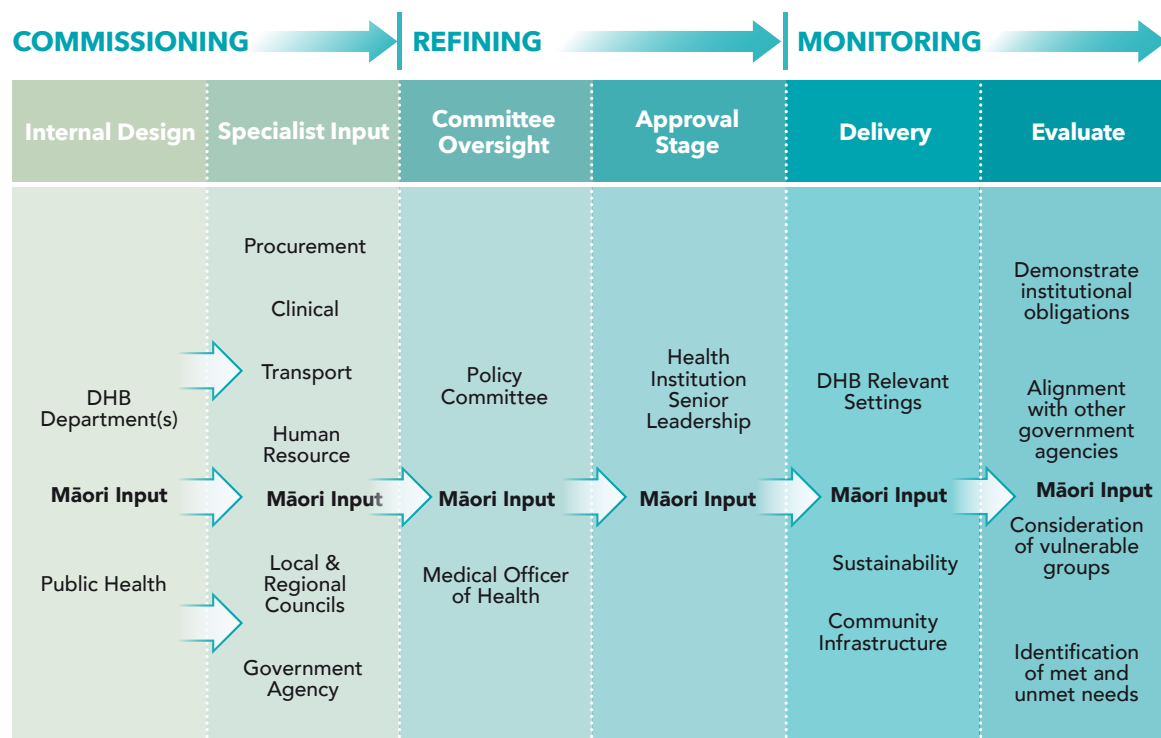 COMMISSIONING
REFINING
MONITORING
Internal Design
Specialist Input
Committee
Oversight
Approval
Stage
Delivery
Evaluate
DHB
Department(s)
Māori Input
Public Health
Procurement
Clinical
Transport
Human
Resource
Māori Input
Local &
Regional
Councils
Government
Agency
Policy
Committee
Māori Input
Medical Officer
of Health
Health
Institution
Senior
Leadership
Māori Input
DHB Relevant
Settings
Māori Input
Sustainability
Community
Infrastructure
Demonstrate
institutional
obligations
Alignment
with other
government
agencies
Māori Input
Consideration
of vulnerable
groups
Identification
of met and
unmet needs